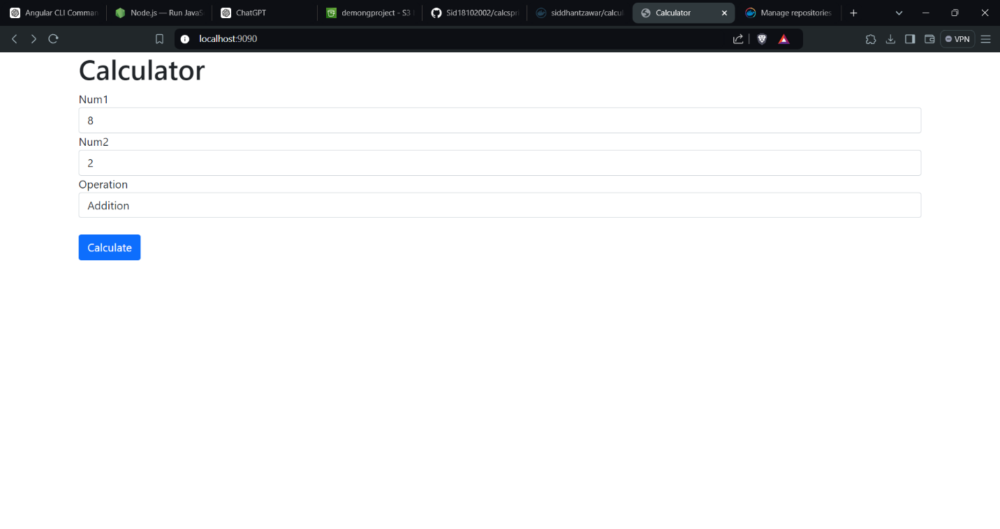 Angular CLI Comman
Node.js — Run JavaS
ChatGPT
demongproject - S3
Sid18102002/calcspri
siddhantzawar/calcul
Calculator
Manage repositories
localhost:9090
VPN
Calculator
Num1
8
Num2
2
Operation
Addition
Calculate